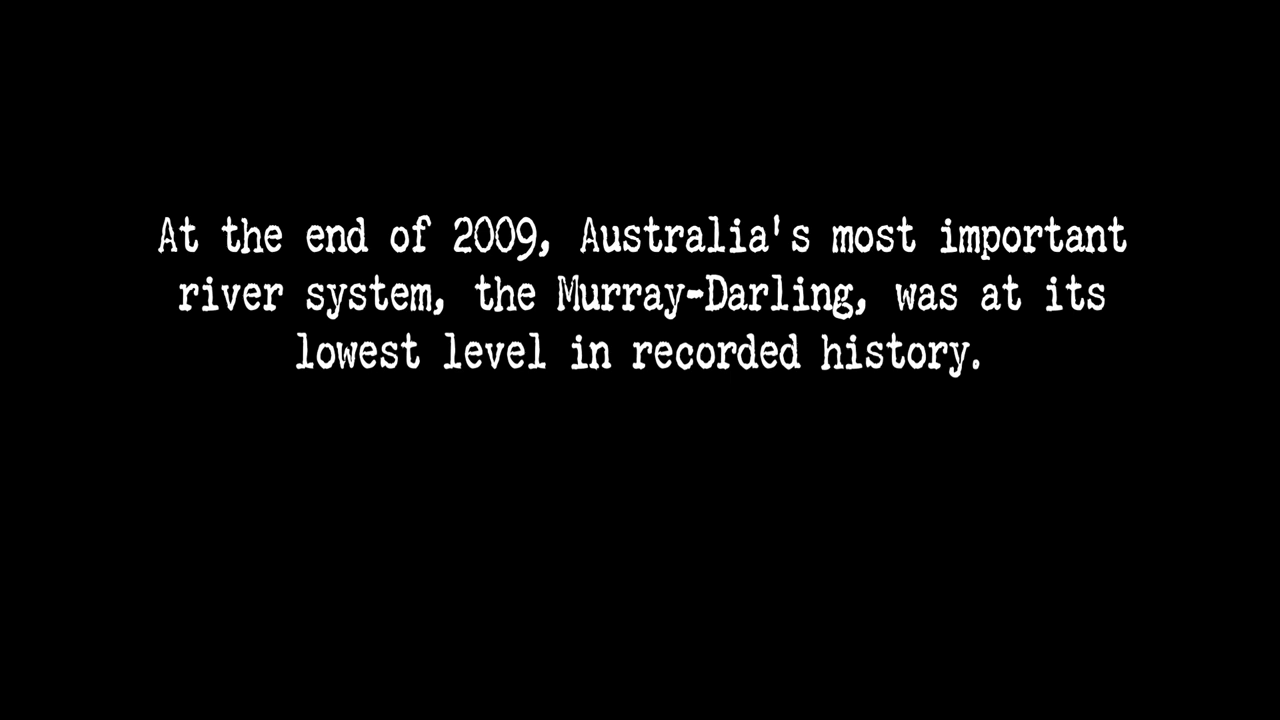 At the end of 2009, Australia's most important
river system, the Murray-Darling, was at its
lowest level in recorded history.